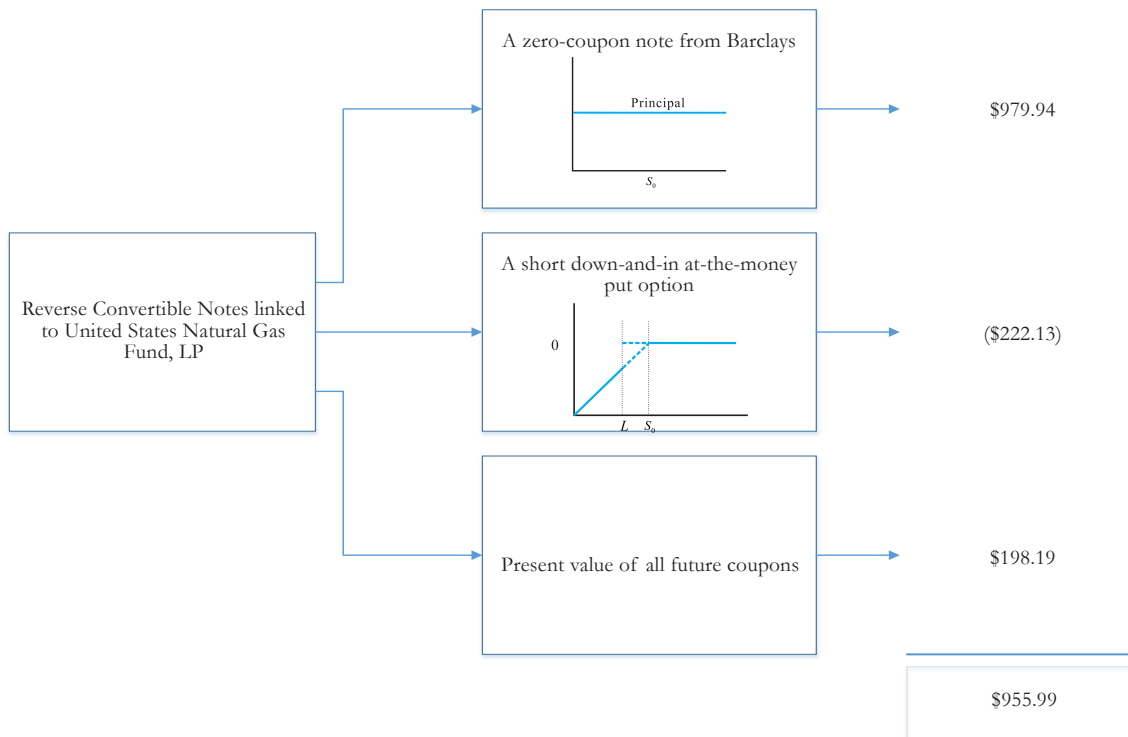 A zero-coupon note from Barclays
Principal
S₀
$979.94
Reverse Convertible Notes linked
to United States Natural Gas
Fund, LP
A short down-and-in at-the-money
put option
0
L S₀
($222.13)
Present value of all future coupons
$198.19
$955.99